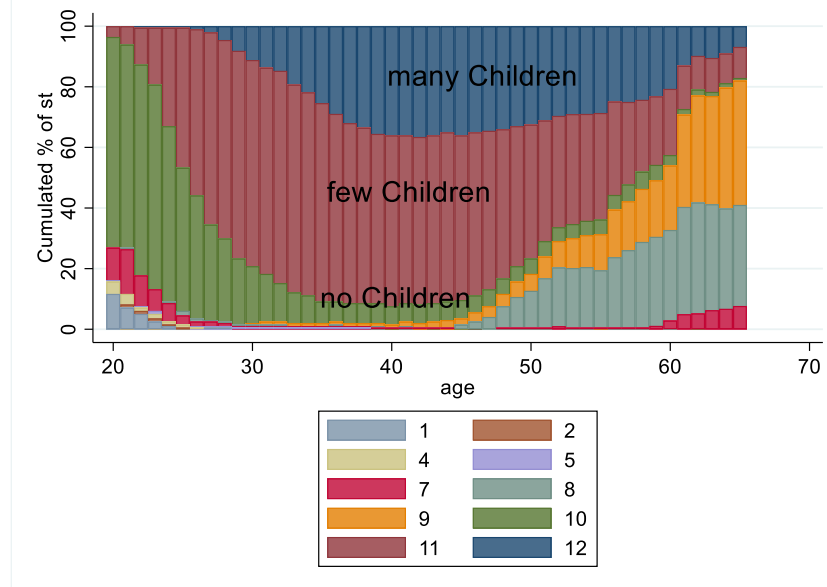 100
80
60
40
20
0
Cumulated % of st
many Children
few Children
no Children
20 30 40 50 60 70
age
1 2
4 5
7 8
9 10
11 12